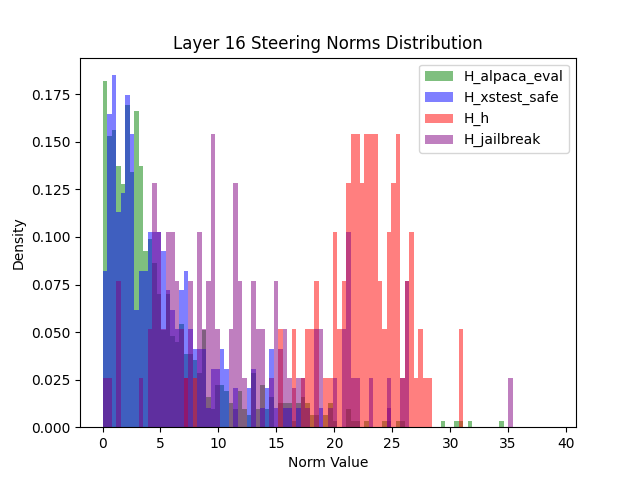 Layer 16 Steering Norms Distribution
H_alpaca_eval
H_xstest_safe
H_h
H_jailbreak
0.175
0.150
0.125
0.100
0.075
0.050
0.025
0.000
Density
0 5 10 15 20 25 30 35 40
Norm Value